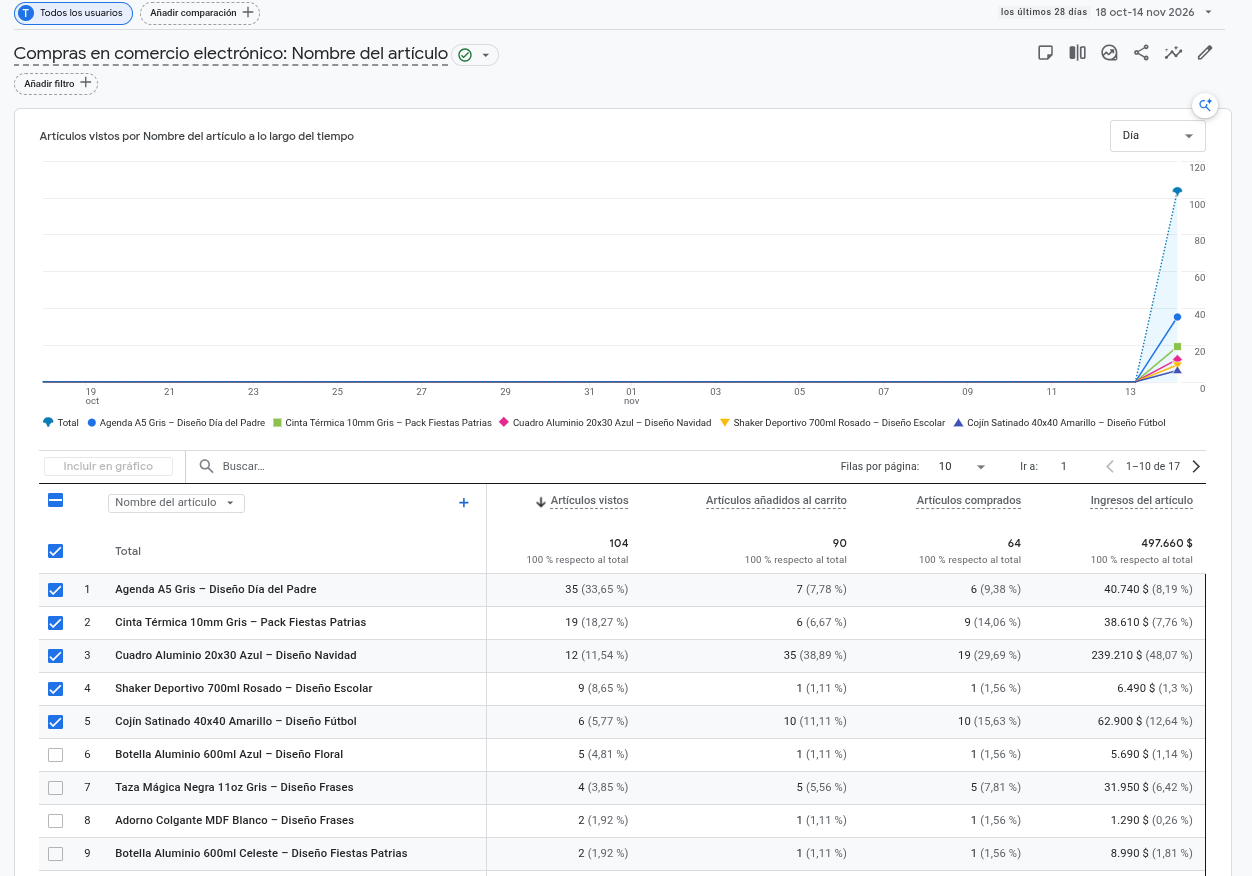 T Todos los usuarios Añadir comparación + los últimos 28 días 18 oct-14 nov 2026
Compras en comercio electrónico: Nombre del artículo
Añadir filtro +
Artículos vistos por Nombre del artículo a lo largo del tiempo
Día
120
100
80
60
40
20
0
19 oct 21 23 25 27 29 31 01 nov 03 05 07 09 11 13
Total Agenda A5 Gris – Diseño Día del Padre Cinta Térmica 10mm Gris – Pack Fiestas Patrias Cuadro Aluminio 20x30 Azul – Diseño Navidad Shaker Deportivo 700ml Rosado – Diseño Escolar Cojín Satinado 40x40 Amarillo – Diseño Fútbol
Incluir en gráfico Buscar... Filas por página: 10 Ir a: 1 1–10 de 17
Nombre del artículo + Artículos vistos Artículos añadidos al carrito Artículos comprados Ingresos del artículo
Total 104 90 64 497.660 $
100 % respecto al total 100 % respecto al total 100 % respecto al total 100 % respecto al total
1 Agenda A5 Gris – Diseño Día del Padre 35 (33,65 %) 7 (7,78 %) 6 (9,38 %) 40.740 $ (8,19 %)
2 Cinta Térmica 10mm Gris – Pack Fiestas Patrias 19 (18,27 %) 6 (6,67 %) 9 (14,06 %) 38.610 $ (7,76 %)
3 Cuadro Aluminio 20x30 Azul – Diseño Navidad 12 (11,54 %) 35 (38,89 %) 19 (29,69 %) 239.210 $ (48,07 %)
4 Shaker Deportivo 700ml Rosado – Diseño Escolar 9 (8,65 %) 1 (1,11 %) 1 (1,56 %) 6.490 $ (1,3 %)
5 Cojín Satinado 40x40 Amarillo – Diseño Fútbol 6 (5,77 %) 10 (11,11 %) 10 (15,63 %) 62.900 $ (12,64 %)
6 Botella Aluminio 600ml Azul – Diseño Floral 5 (4,81 %) 1 (1,11 %) 1 (1,56 %) 5.690 $ (1,14 %)
7 Taza Mágica Negra 11oz Gris – Diseño Frases 4 (3,85 %) 5 (5,56 %) 5 (7,81 %) 31.950 $ (6,42 %)
8 Adorno Colgante MDF Blanco – Diseño Frases 2 (1,92 %) 1 (1,11 %) 1 (1,56 %) 1.290 $ (0,26 %)
9 Botella Aluminio 600ml Celeste – Diseño Fiestas Patrias 2 (1,92 %) 1 (1,11 %) 1 (1,56 %) 8.990 $ (1,81 %)